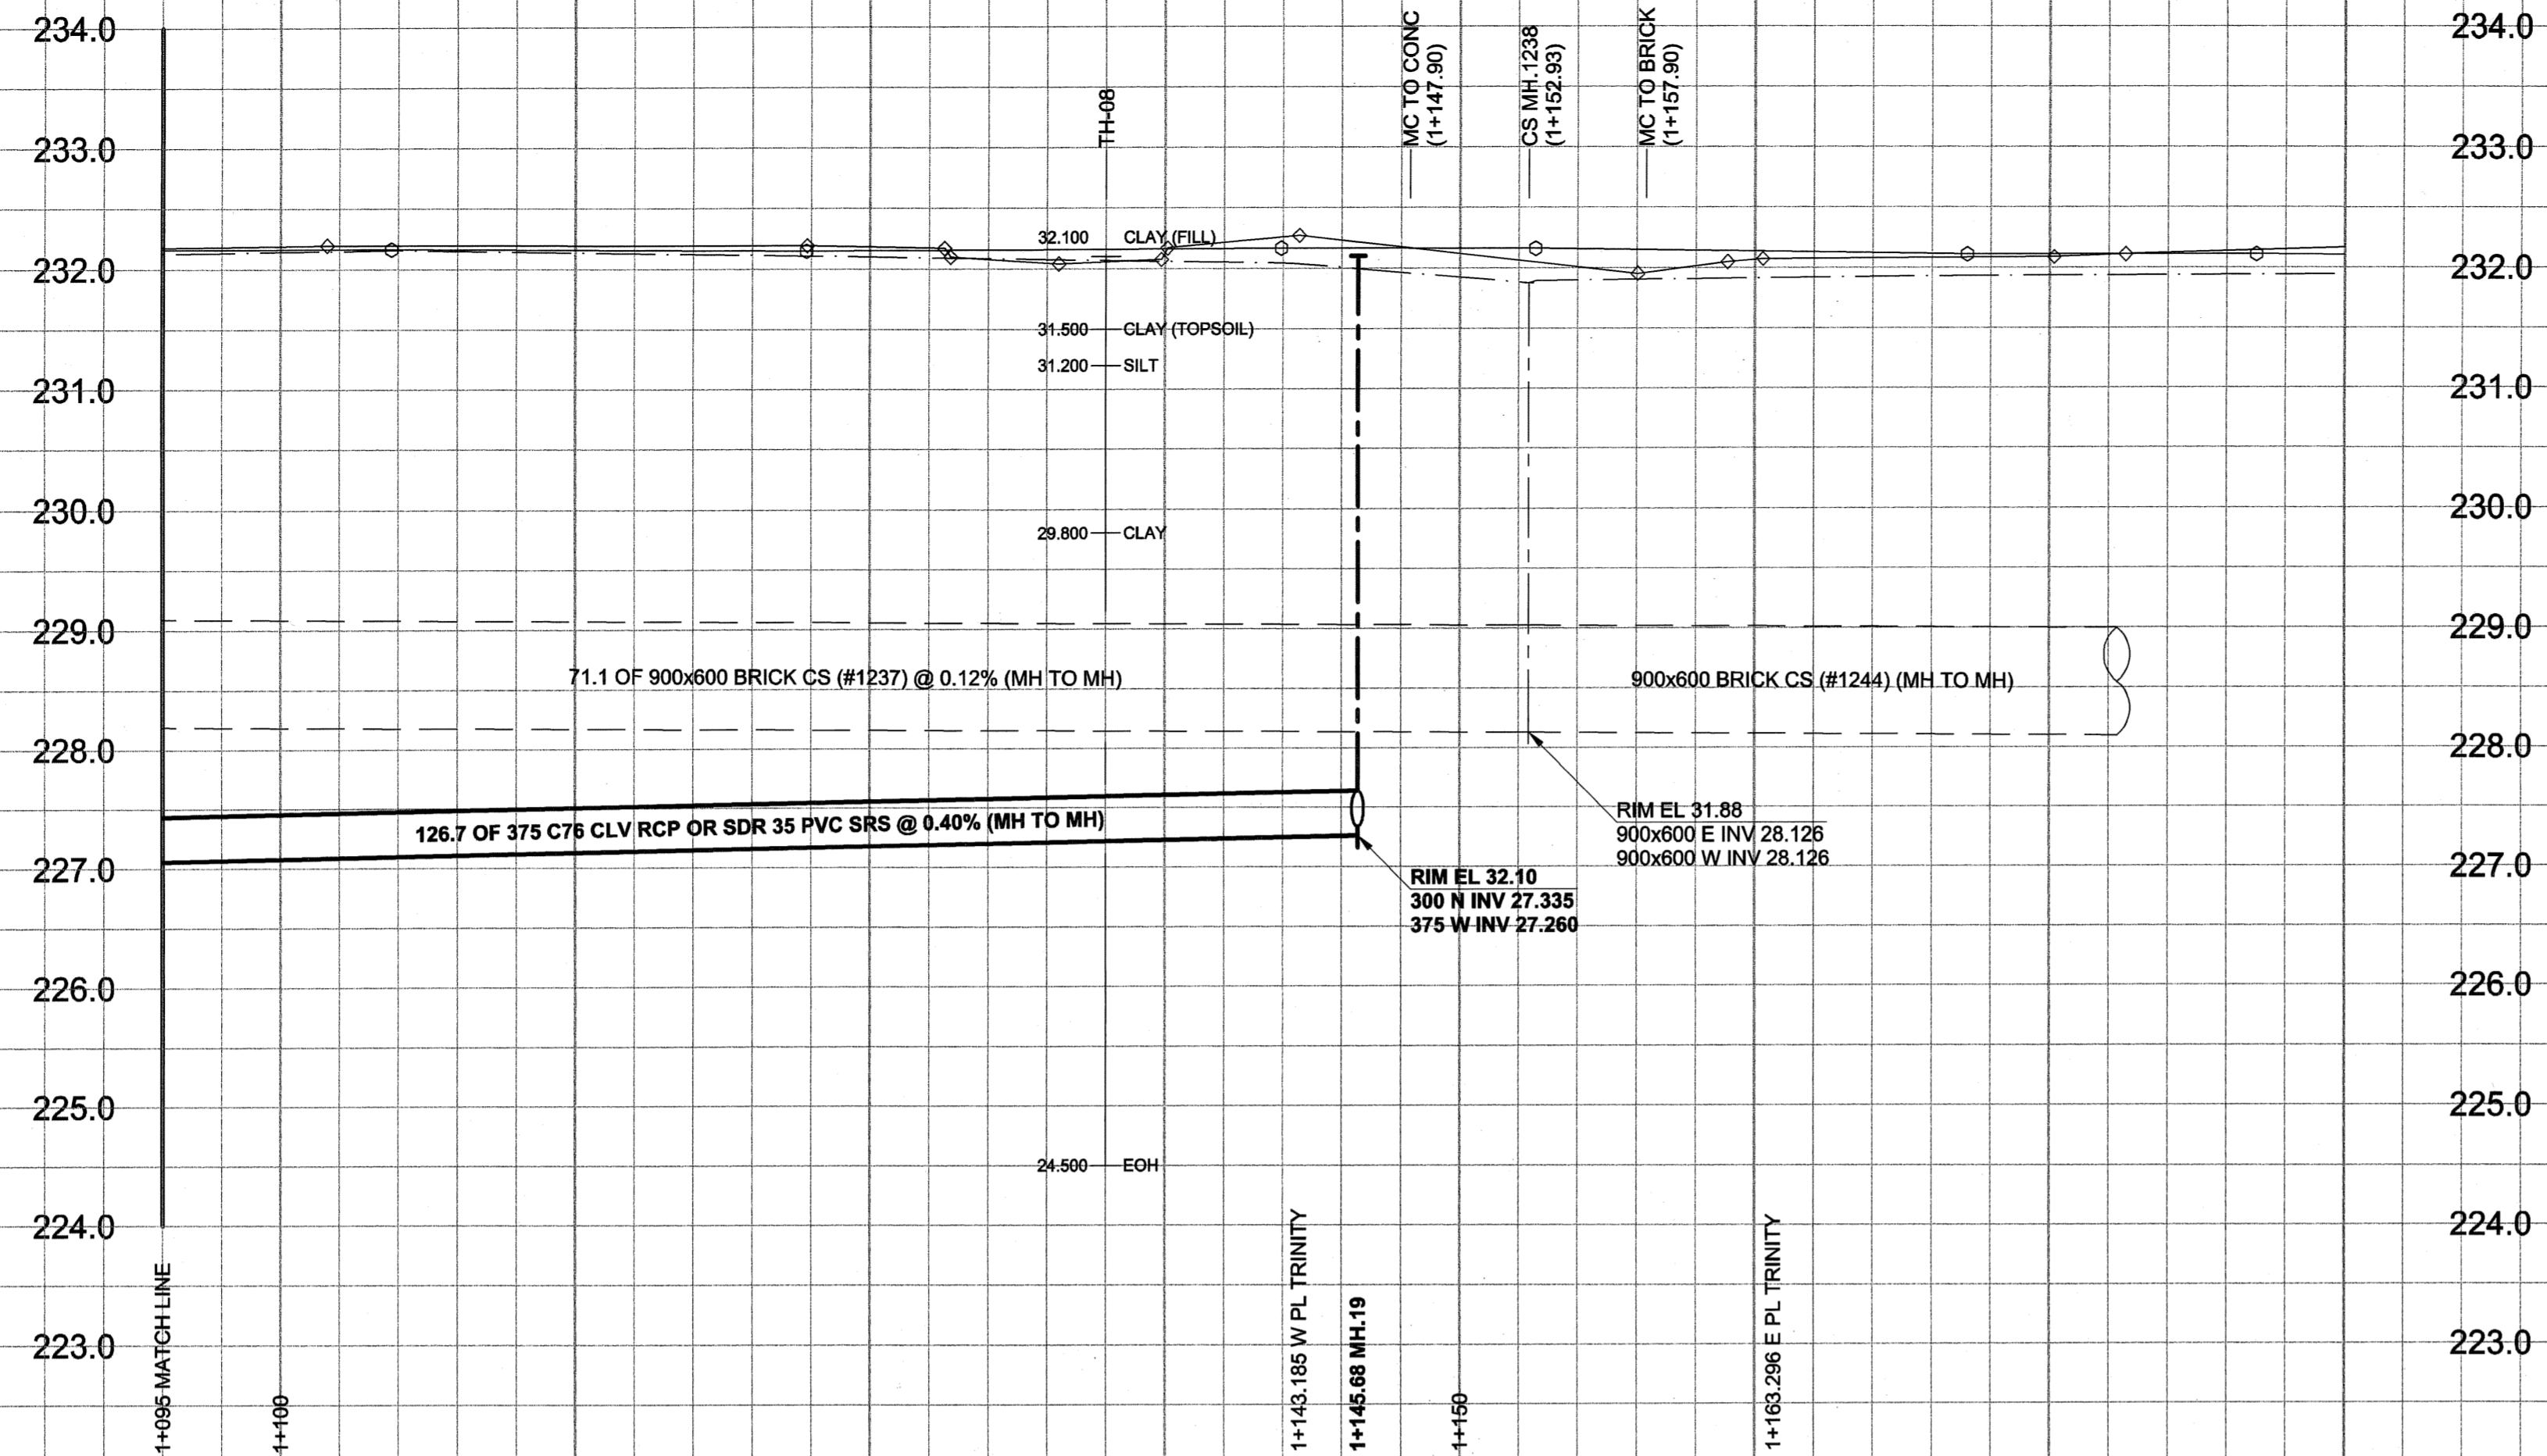 234.0
234.0
MC TO CONC
(1+147.90)
CS MH.1238
(1+152.93)
MC TO BRICK
(1+157.90)
TH-08
233.0
233.0
32.100 CLAY (FILL)
232.0
232.0
31.500 CLAY (TOPSOIL)
31.200 SILT
231.0
231.0
230.0
230.0
29.800 CLAY
229.0
229.0
71.1 OF 900x600 BRICK CS (#1237) @ 0.12% (MH TO MH)
900x600 BRICK CS (#1244) (MH TO MH)
228.0
228.0
126.7 OF 375 C76 CLV RCP OR SDR 35 PVC SRS @ 0.40% (MH TO MH)
RIM EL 31.88
900x600 E INV 28.126
900x600 W INV 28.126
227.0
227.0
RIM EL 32.10
300 N INV 27.335
375 W INV 27.260
226.0
226.0
225.0
225.0
24.500 EOH
224.0
224.0
223.0
223.0
1+095 MATCH LINE
1+100
1+143.185 W PL TRINITY
1+145.68 MH.19
1+150
1+163.296 E PL TRINITY